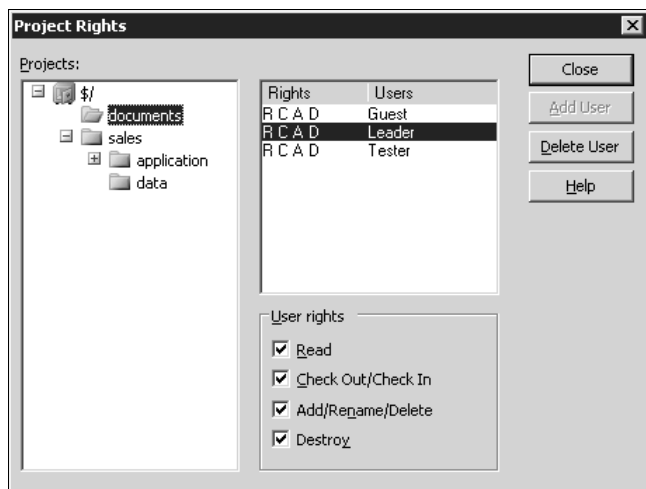 Project Rights
Projects:
$/
documents
sales
application
data
Rights Users
R C A D Guest
R C A D Leader
R C A D Tester
User rights
Read
Check Out/Check In
Add/Rename/Delete
Destroy
Close
Add User
Delete User
Help